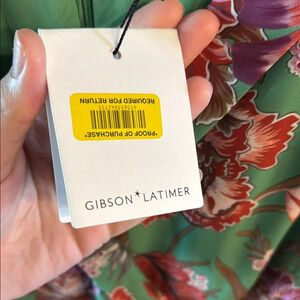 *PROOF OF PURCHASE*
REQUIRED FOR RETURN
GIBSON*LATIMER